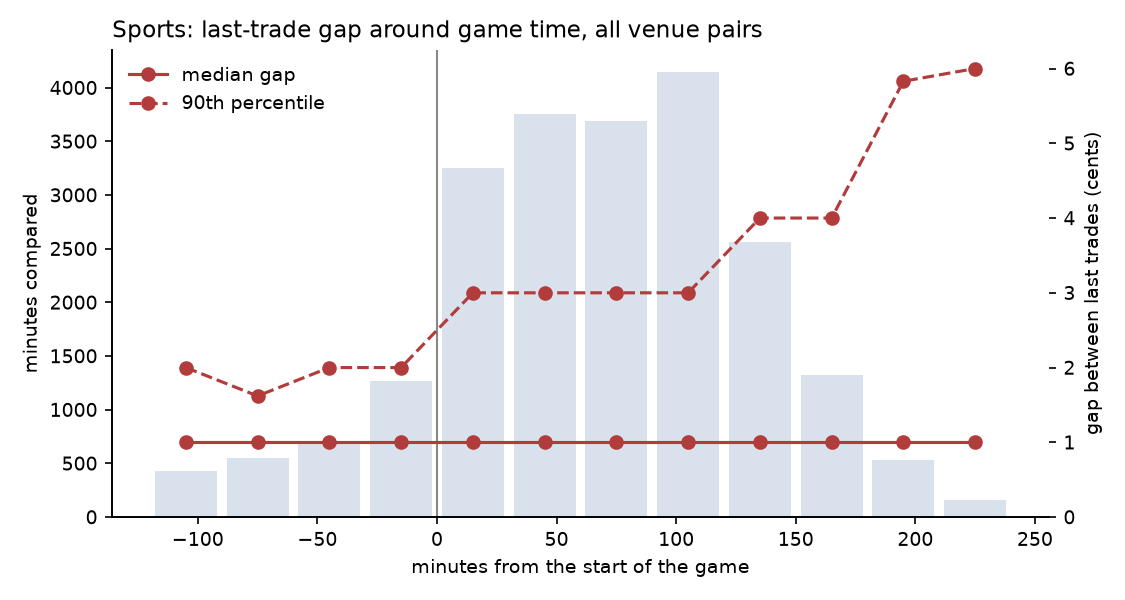 Sports: last-trade gap around game time, all venue pairs
median gap
90th percentile
minutes compared
4000
3500
3000
2500
2000
1500
1000
500
0
6
5
4
3
2
1
0
gap between last trades (cents)
−100 −50 0 50 100 150 200 250
minutes from the start of the game